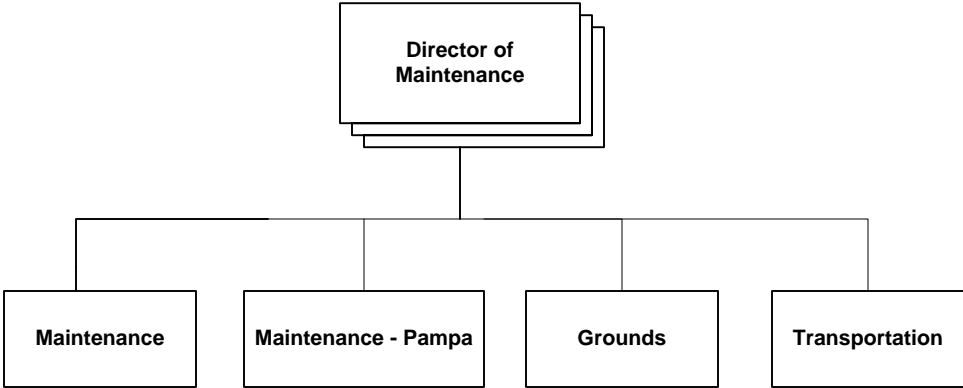 Director of
Maintenance
Maintenance
Maintenance - Pampa
Grounds
Transportation